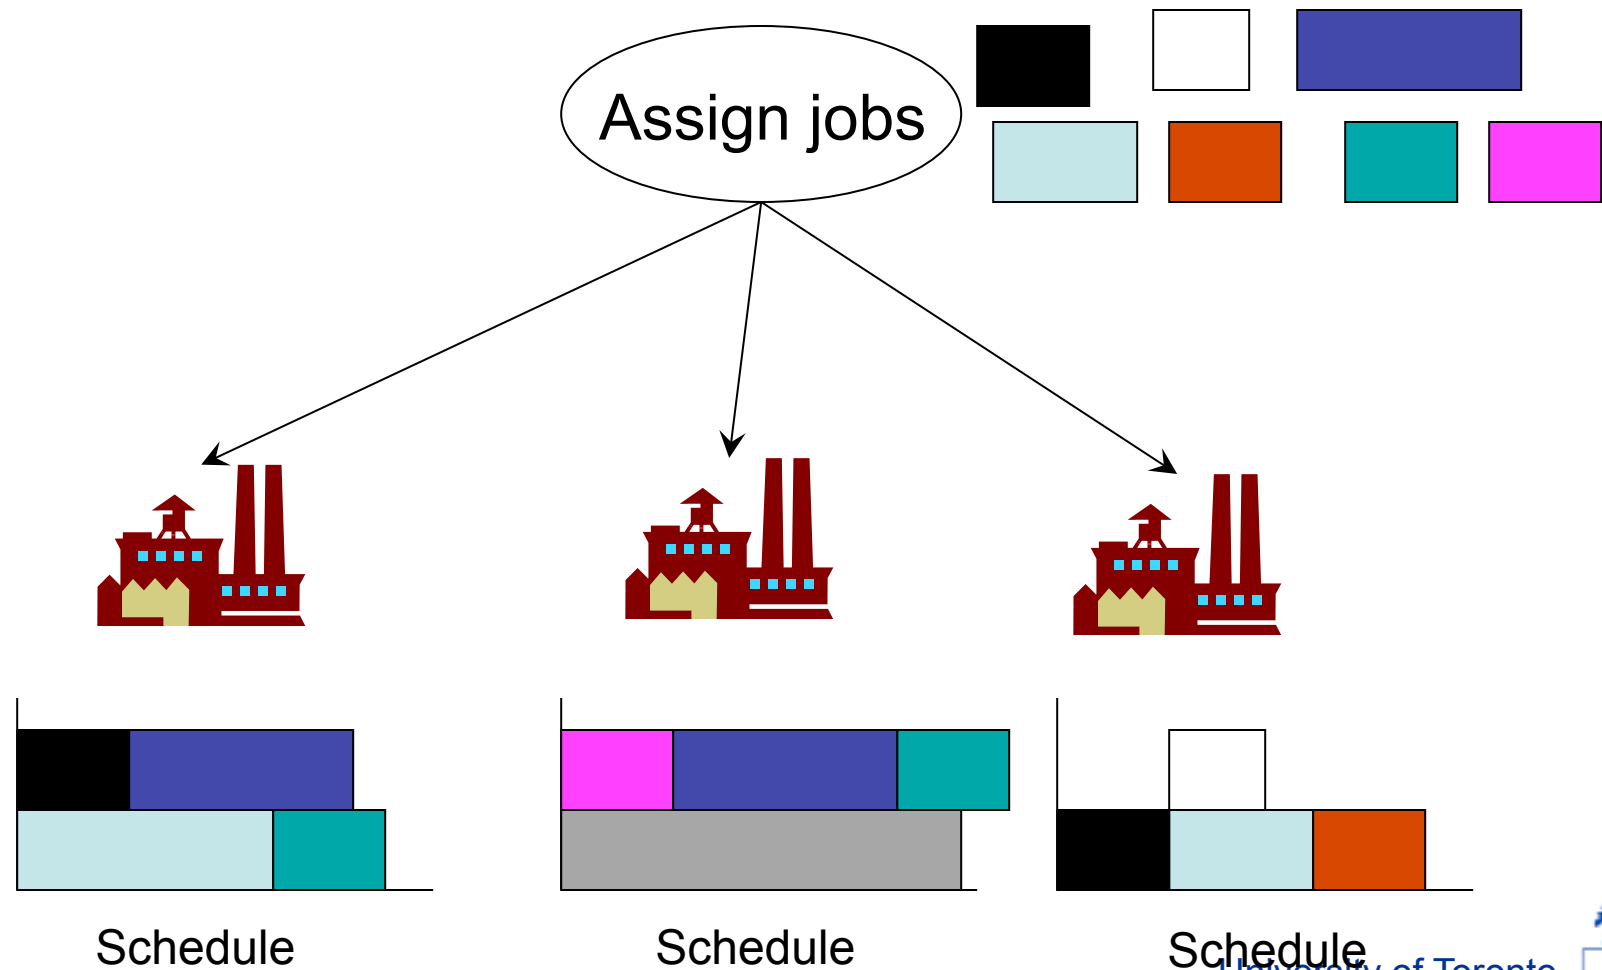 Assign jobs
Schedule
Schedule
Schedule
University of Toronto